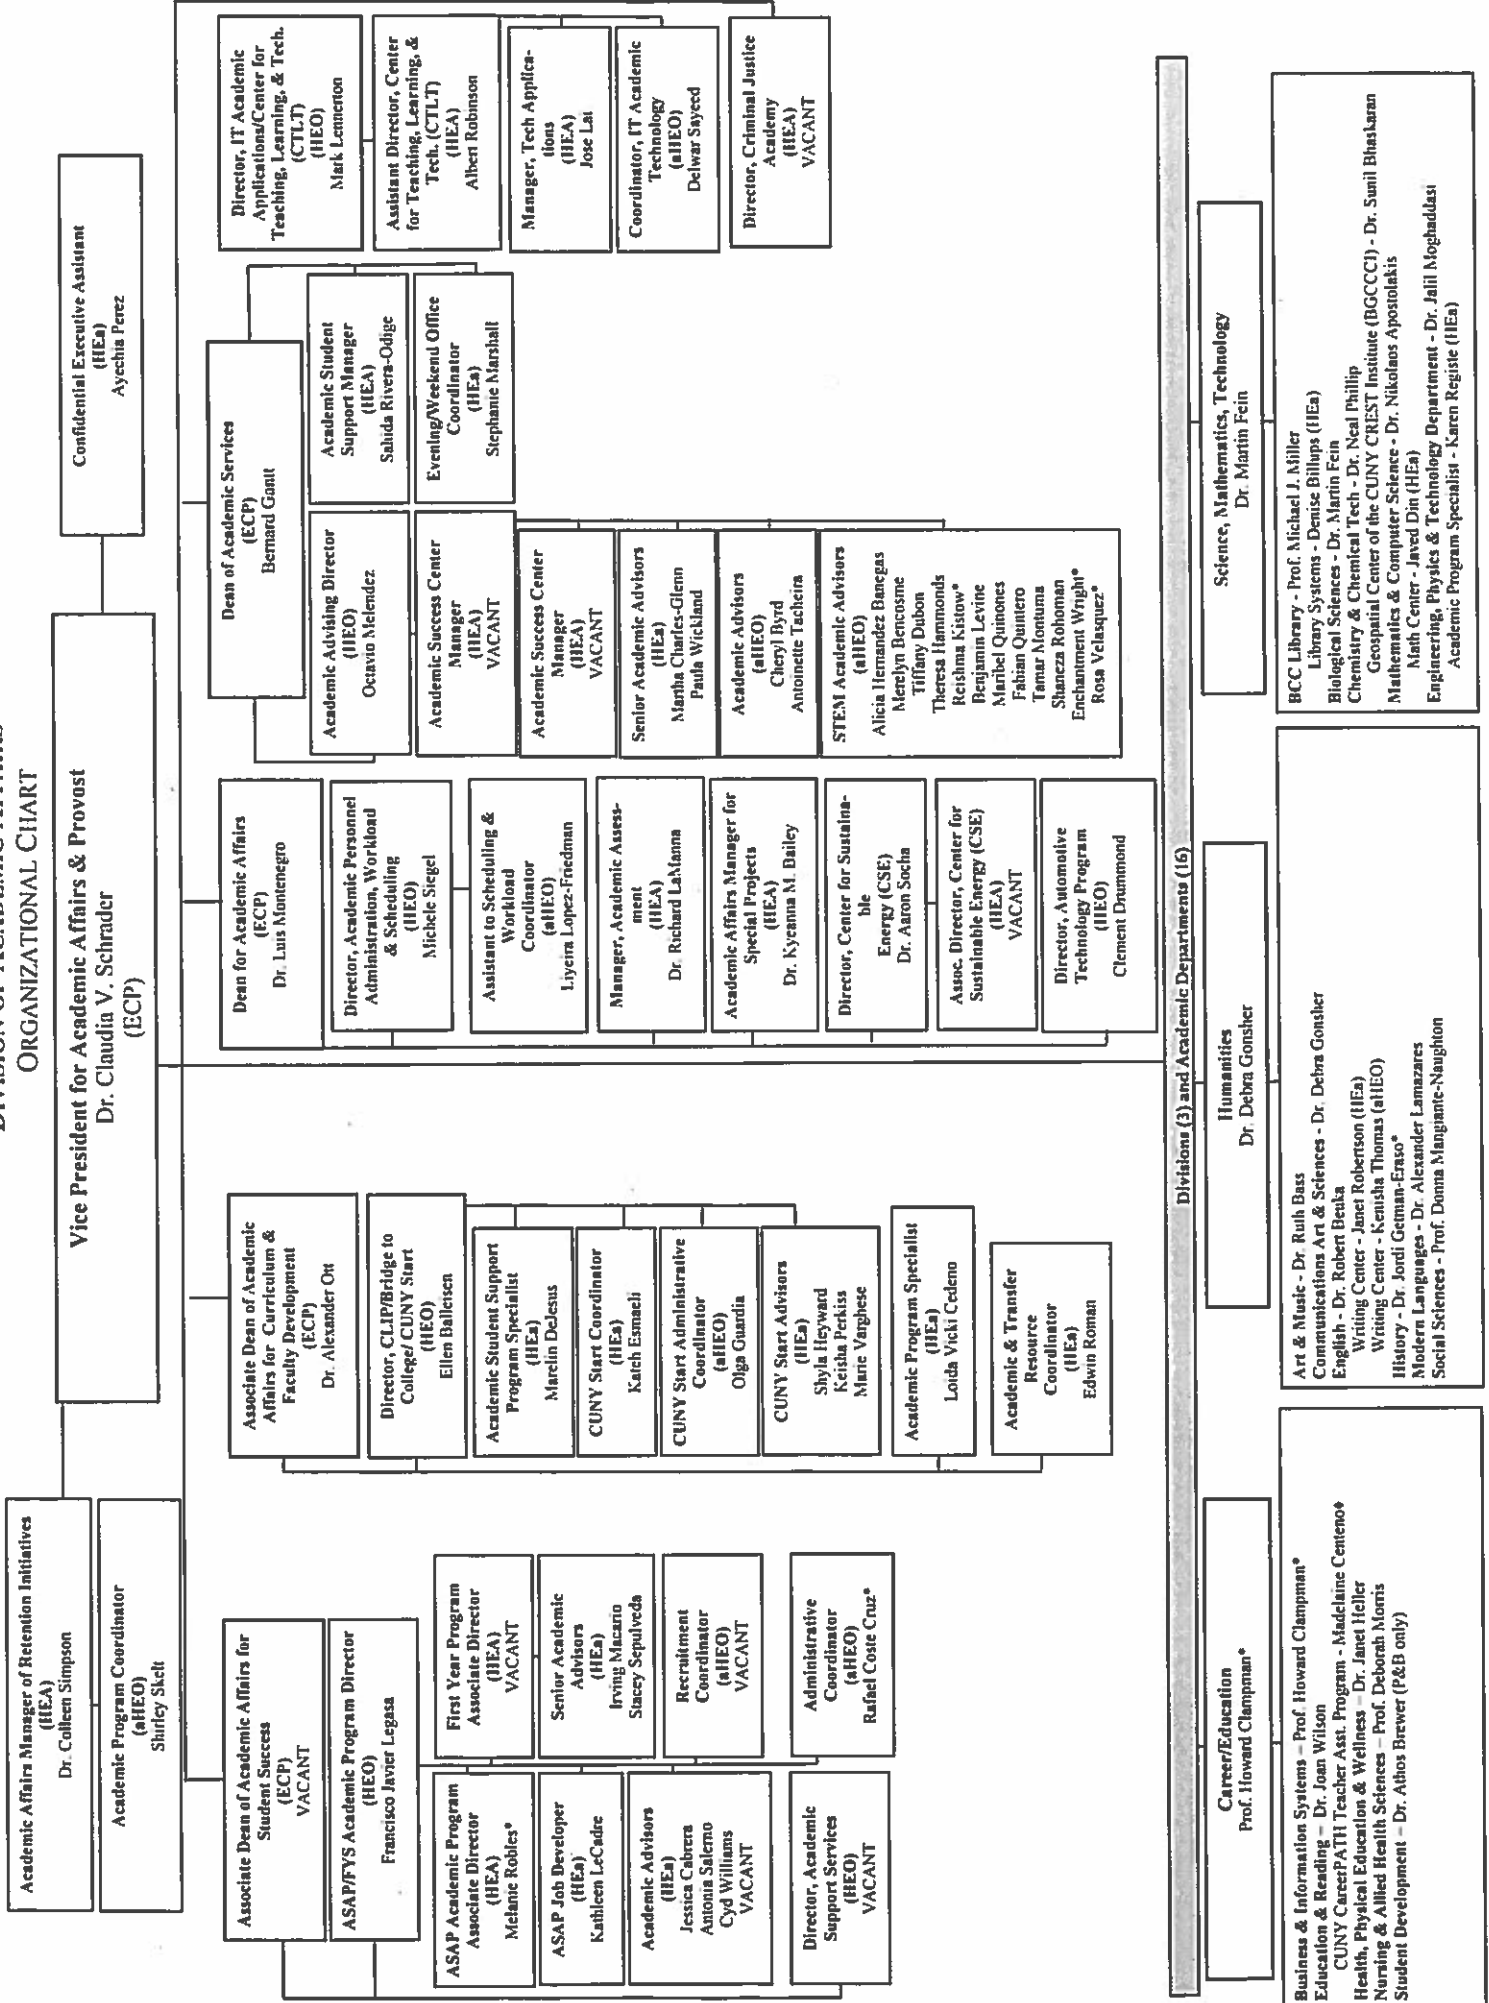 ORGANIZATIONAL CHART
Vice President for Academic Affairs & Provost
Dr. Claudia V. Schrader
(ECP)
Academic Affairs Manager of Retention Initiatives
(HEA)
Dr. Colleen Simpson
Academic Program Coordinator
(aHEO)
Shirley Skelt
Confidential Executive Assistant
(HEa)
Ayechia Perez
Associate Dean of Academic Affairs for
Student Success
(ECP)
VACANT
ASAP/FYS Academic Program Director
(HEO)
Francisco Javier Legasa
ASAP Academic Program
Associate Director
(HEA)
Melanie Robles*
ASAP Job Developer
(HEa)
Kathleen LeCadre
Academic Advisors
(HEa)
Jessica Cabrera
Antonia Salerno
Cyd Williams
VACANT
Director, Academic
Support Services
(HEO)
VACANT
First Year Program
Associate Director
(HEA)
VACANT
Senior Academic
Advisors
(HEa)
Irving Macario
Stacey Sepulveda
Recruitment
Coordinator
(aHEO)
VACANT
Administrative
Coordinator
(aHEO)
Rafael Coste Cruz*
Associate Dean of Academic
Affairs for Curriculum &
Faculty Development
(ECP)
Dr. Alexander Ott
Director, CLIP/Bridge to
College/ CUNY Start
(HEO)
Ellen Balleisen
Academic Student Support
Program Specialist
(HEa)
Marelin DeJesus
CUNY Start Coordinator
(HEa)
Kateh Esmaeli
CUNY Start Administrative
Coordinator
(aHEO)
Olga Guardia
CUNY Start Advisors
(HEa)
Shyla Heyward
Keisha Perkiss
Marie Varghese
Academic Program Specialist
(HEa)
Loida Vicki Cedeno
Academic & Transfer
Resource
Coordinator
(HEa)
Edwin Roman
Dean for Academic Affairs
(ECP)
Dr. Luis Montenegro
Director, Academic Personnel
Administration, Workload
& Scheduling
(HEO)
Michele Siegel
Assistant to Scheduling &
Workload
Coordinator
(aHEO)
Liyeira Lopez-Friedman
Manager, Academic Assess-
ment
(HEA)
Dr. Richard LaManna
Academic Affairs Manager for
Special Projects
(HEA)
Dr. Kycanna M. Bailey
Director, Center for Sustaina-
ble
Energy (CSE)
Dr. Aaron Socha
Assoc. Director, Center for
Sustainable Energy (CSE)
(HEA)
VACANT
Director, Automotive
Technology Program
(HEO)
Clement Drummond
Dean of Academic Services
(ECP)
Bernard Gantt
Academic Advising Director
(HEO)
Octavio Melendez
Academic Success Center
Manager
(HEA)
VACANT
Academic Success Center
Manager
(HEA)
VACANT
Senior Academic Advisors
(HEa)
Martha Charles-Glenn
Paula Wickland
Academic Advisors
(aHEO)
Cheryl Byrd
Antoinette Tacheira
STEM Academic Advisors
(aHEO)
Alicia Hernandez Banegas
Merelyn Bencosme
Tiffany Dubon
Theresa Hammonds
Reishma Kistow*
Benjamin Levine
Maribel Quinones
Fabian Quintero
Tamar Montuma
Shaneza Rohoman
Enchantment Wright*
Rosa Velasquez*
Academic Student
Support Manager
(HEA)
Sahida Rivera-Odige
Evening/Weekend Office
Coordinator
(HEa)
Stephanie Marshall
Director, IT Academic
Applications/Center for
Teaching, Learning, & Tech.
(CTLT)
(HEO)
Mark Lennerton
Assistant Director, Center
for Teaching, Learning, &
Tech. (CTLT)
(HEA)
Albert Robinson
Manager, Tech Applica-
tions
(HEA)
Jose Lai
Coordinator, IT Academic
Technology
(aHEO)
Delwar Sayeed
Director, Criminal Justice
Academy
(HEA)
VACANT
Divisions (3) and Academic Departments (16)
Career/Education
Prof. Howard Clampman*
Business & Information Systems – Prof. Howard Clampman*
Education & Reading – Dr. Joan Wilson
CUNY CareerPATH Teacher Asst. Program - Madelaine Centeno♦
Health, Physical Education & Wellness – Dr. Janet Heller
Nursing & Allied Health Sciences – Prof. Deborah Morris
Student Development – Dr. Athos Brewer (P&B only)
Humanities
Dr. Debra Gonsher
Art & Music - Dr. Ruth Bass
Communications Art & Sciences - Dr. Debra Gonsher
English - Dr. Robert Beuka
Writing Center - Janet Robertson (HEa)
Writing Center - Kenisha Thomas (aHEO)
History - Dr. Jordi Getman-Eraso*
Modern Languages - Dr. Alexander Lamazares
Social Sciences - Prof. Donna Mangiante-Naughton
Science, Mathematics, Technology
Dr. Martin Fein
BCC Library - Prof. Michael J. Miller
Library Systems - Denise Billups (HEa)
Biological Sciences - Dr. Martin Fein
Chemistry & Chemical Tech - Dr. Neal Phillip
Geospatial Center of the CUNY CREST Institute (BGCCCI) - Dr. Sunil Bhaskaran
Mathematics & Computer Science - Dr. Nikolaos Apostolakis
Math Center - Javed Din (HEa)
Engineering, Physics & Technology Department - Dr. Jalil Moghaddasi
Academic Program Specialist - Karen Registe (HEa)